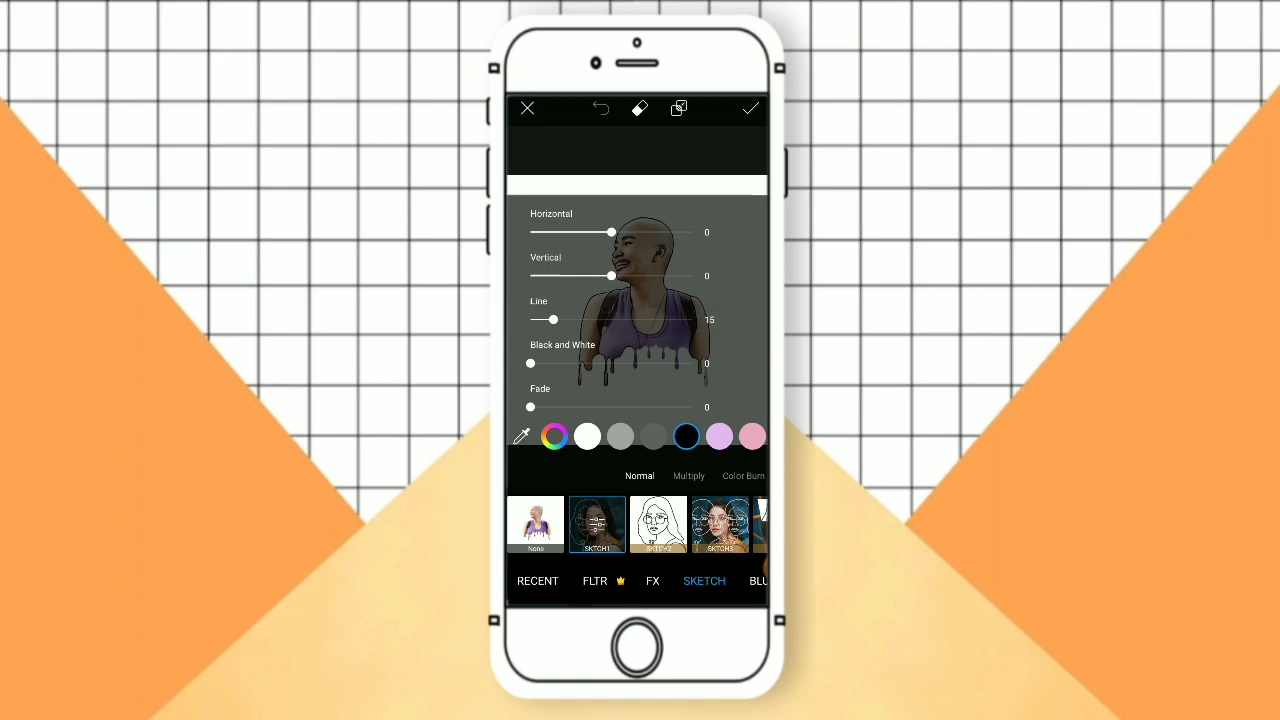 Horizontal
0
Vertical
0
Line
15
Black and White
0
Fade
0
Normal Multiply Color Burn
None SKTCH1 SKTCH2 SKTCH3
RECENT FLTR FX SKETCH BLU